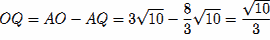 OQ = AO − AQ = 3√10 − 8/3 √10 = √10/3